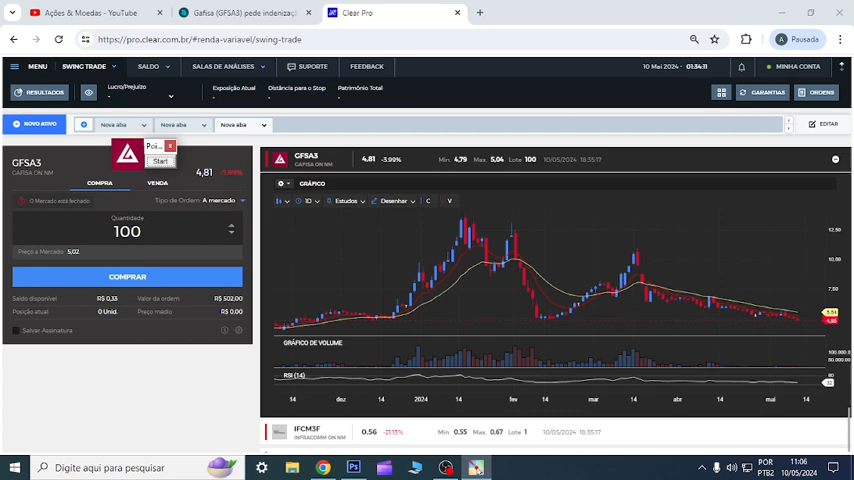 Ações & Moedas - YouTube
Gafisa (GFSA3) pede indenizaç
Clear Pro
https://pro.clear.com.br/#renda-variavel/swing-trade
A Pausada
MENU SWING TRADE SALDO SALAS DE ANÁLISES SUPORTE FEEDBACK 10 Maio 2024 - 01:34:11 MINHA CONTA
RESULTADOS Lucro/Prejuízo Exposição Atual Distância para o Stop Patrimônio Total GARANTIAS ORDENS
- - - -
NOVO ATIVO Nova aba Nova aba Nova aba EDITAR
Poi... x
Start
GFSA3
GAFISA ON NM
4,81
COMPRA VENDA
O Mercado está fechado Tipo de Ordem: A mercado
Quantidade
100
Preço a Mercado: 5,02
COMPRAR
Saldo disponível R$ 0,33 Valor da ordem R$ 502,00
Posição atual 0 Unid. Preço médio R$ 0,00
Salvar Assinatura
GFSA3
GAFISA ON NM
4,81 -3,99% Min. 4,79 Max. 5,04 Lote 100 10/05/2024 18:35:17
GRÁFICO
1D Estudos Desenhar C V
12,50
10,00
7,50
5,54
4,85
GRÁFICO DE VOLUME
100.000.0
50.000.0
RSI (14)
80
32
14 dez 14 2024 14 fev 14 mar 14 abr 14 mai 14
IFCM3F
INFRACOMM ON NM
0,56 -21,13% Min. 0,55 Max. 0,67 Lote 1 10/05/2024 18:35:17
Digite aqui para pesquisar
Ps
POR
PTB2
11:06
10/05/2024